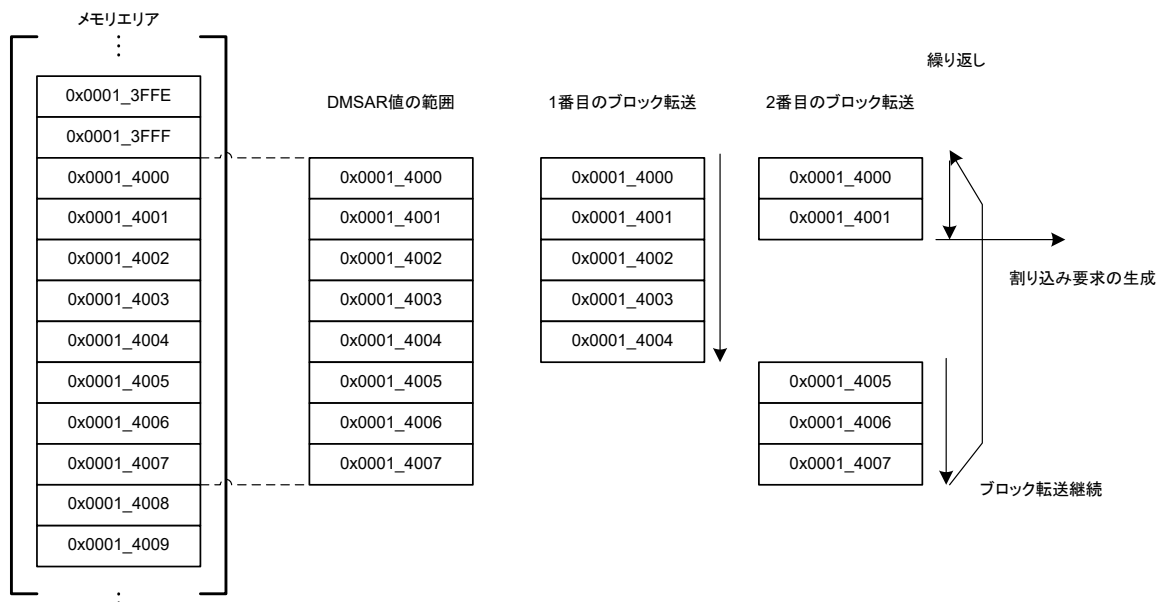 メモリエリア
0x0001_3FFE
0x0001_3FFF
0x0001_4000
0x0001_4001
0x0001_4002
0x0001_4003
0x0001_4004
0x0001_4005
0x0001_4006
0x0001_4007
0x0001_4008
0x0001_4009
DMSAR値の範囲
0x0001_4000
0x0001_4001
0x0001_4002
0x0001_4003
0x0001_4004
0x0001_4005
0x0001_4006
0x0001_4007
1番目のブロック転送
0x0001_4000
0x0001_4001
0x0001_4002
0x0001_4003
0x0001_4004
2番目のブロック転送
0x0001_4000
0x0001_4001
0x0001_4005
0x0001_4006
0x0001_4007
繰り返し
割り込み要求の生成
ブロック転送継続